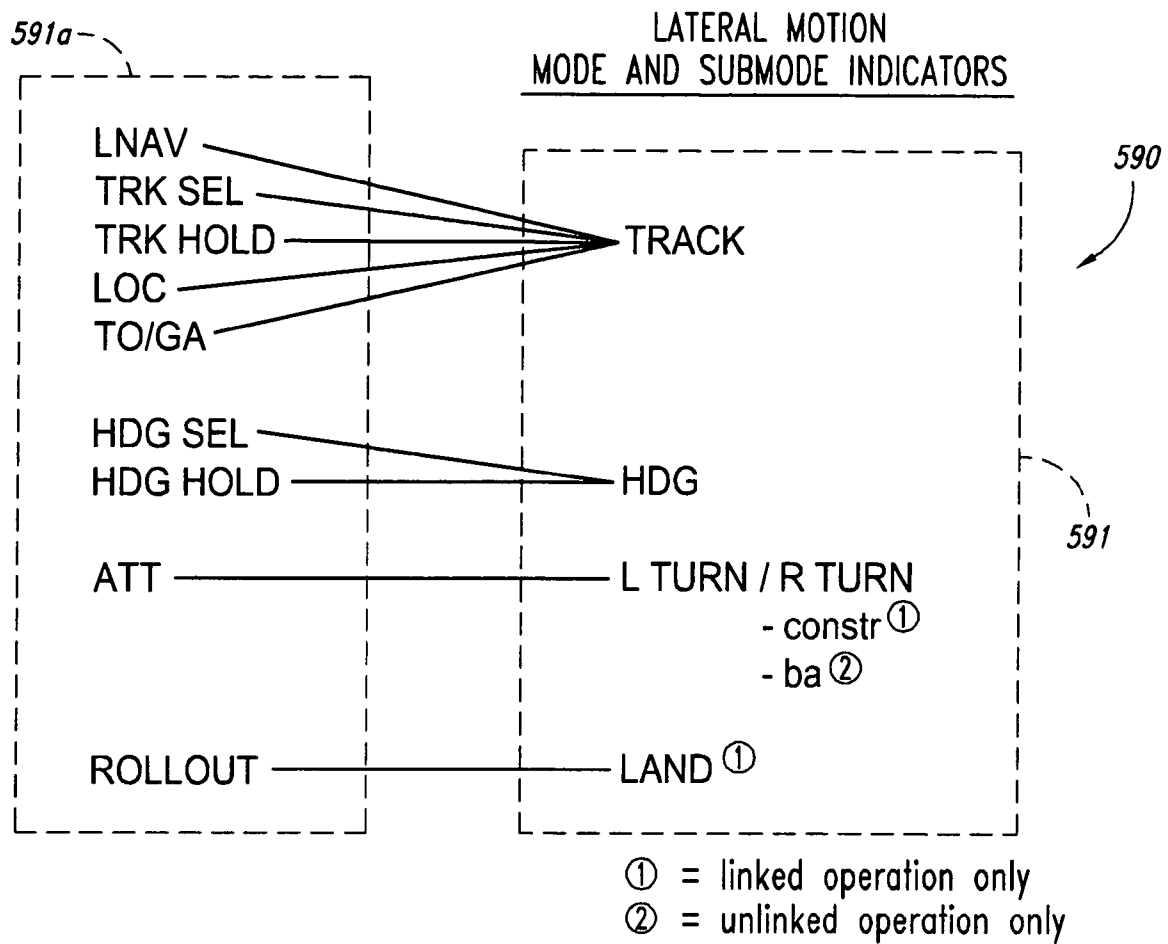 591a
LATERAL MOTION
MODE AND SUBMODE INDICATORS
LNAV
TRK SEL
TRK HOLD
LOC
TO/GA
TRACK
590
HDG SEL
HDG HOLD
HDG
591
ATT
L TURN / R TURN
- constr ①
- ba ②
ROLLOUT
LAND ①
① = linked operation only
② = unlinked operation only